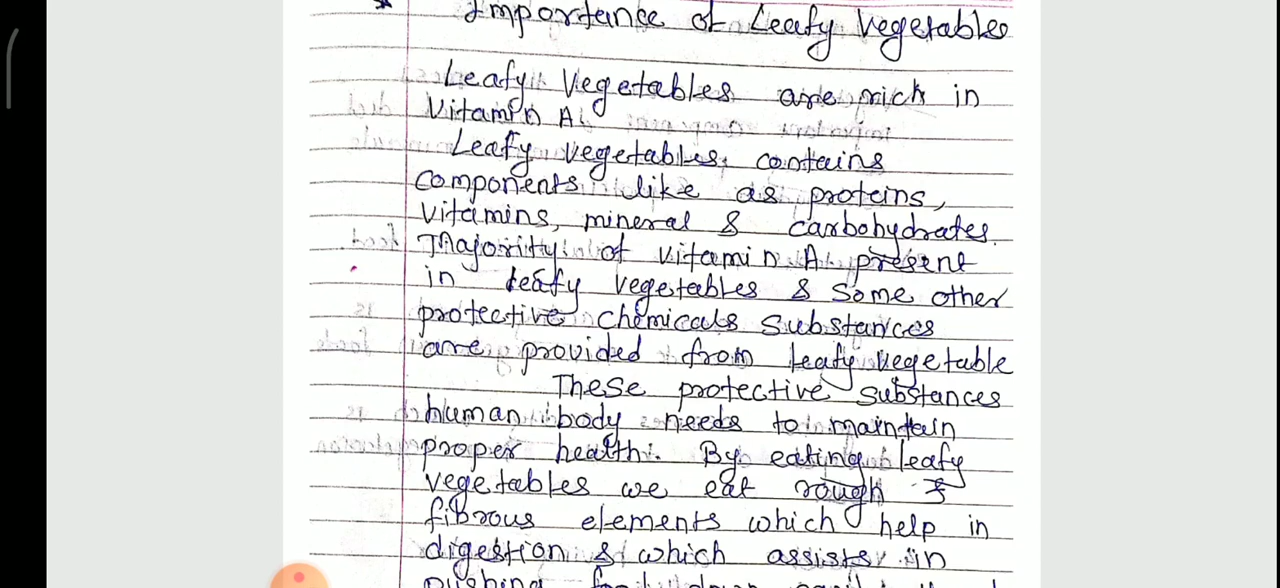 * Importance of Leafy Vegetables
Leafy Vegetables are rich in
Vitamin A.
Leafy vegetables contains
components like as proteins,
vitamins, mineral & carbohydrates.
Majority of vitamin A present
in leafy vegetables & some other
protective chemicals substances
are provided from leafy vegetable
These protective substances
human body needs to maintain
proper health. By eating leafy
vegetables we eat rough &
fibrous elements which help in
digestion & which assists in
pushing food down